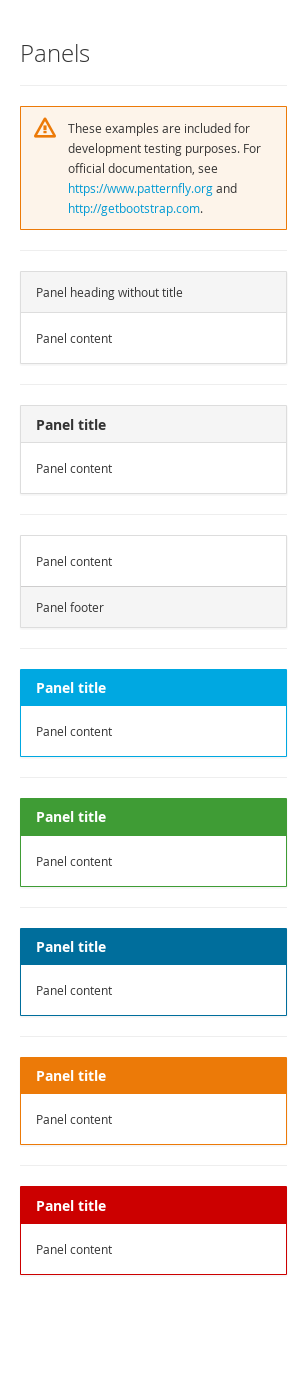 Panels
These examples are included for
development testing purposes. For
official documentation, see
https://www.patternfly.org and
http://getbootstrap.com.
Panel heading without title
Panel content
Panel title
Panel content
Panel content
Panel footer
Panel title
Panel content
Panel title
Panel content
Panel title
Panel content
Panel title
Panel content
Panel title
Panel content